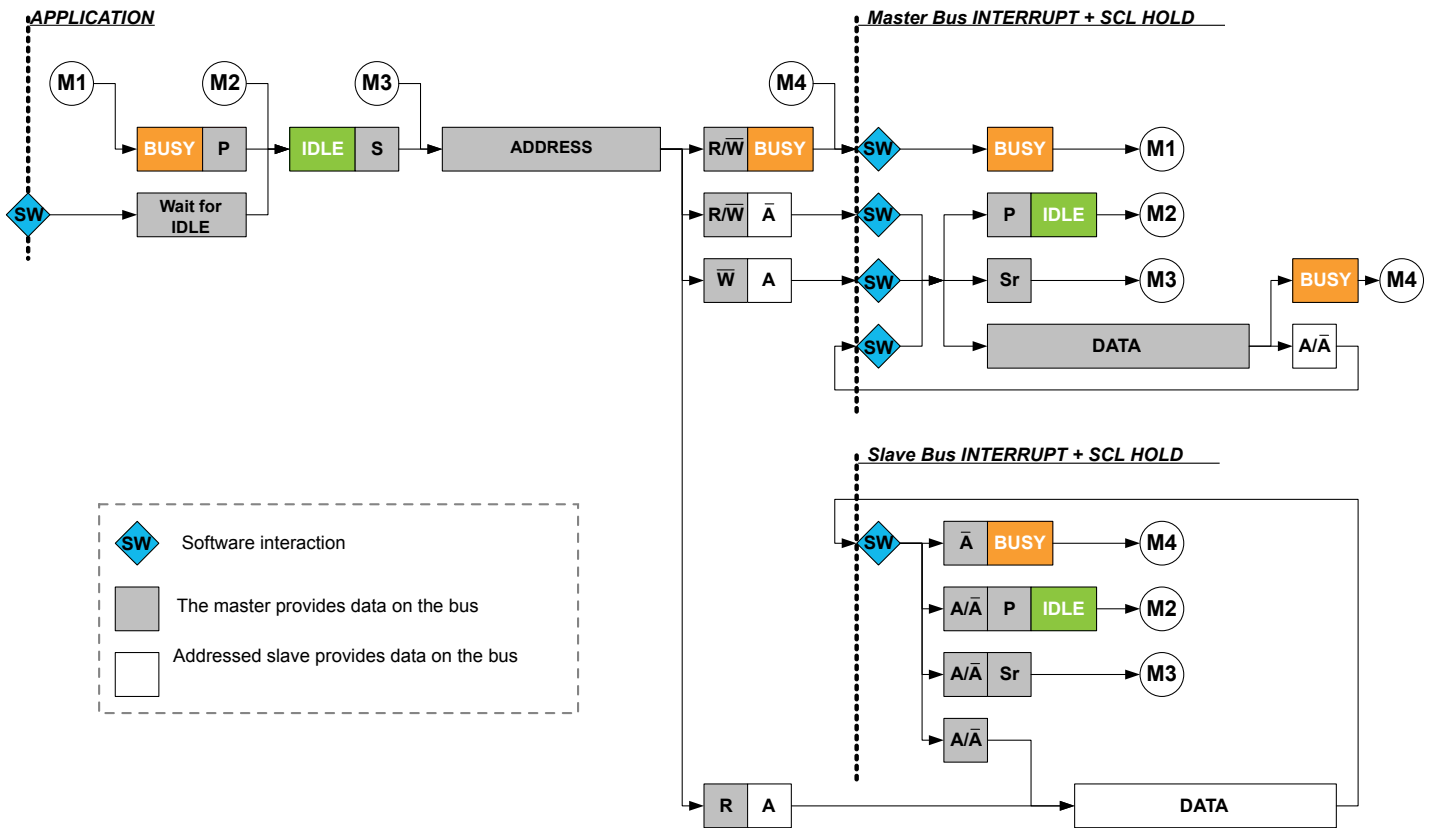 APPLICATION
Master Bus INTERRUPT + SCL HOLD
M1
M2
M3
M4
BUSY P
IDLE S
ADDRESS
R/W̅ BUSY
SW
BUSY
M1
SW
Wait for
IDLE
R/W̅ A̅
SW
P IDLE
M2
W̅ A
SW
Sr
M3
BUSY
M4
SW
DATA
A/A̅
Slave Bus INTERRUPT + SCL HOLD
SW
A̅ BUSY
M4
A/A̅ P IDLE
M2
A/A̅ Sr
M3
A/A̅
R A
DATA
SW Software interaction
The master provides data on the bus
Addressed slave provides data on the bus